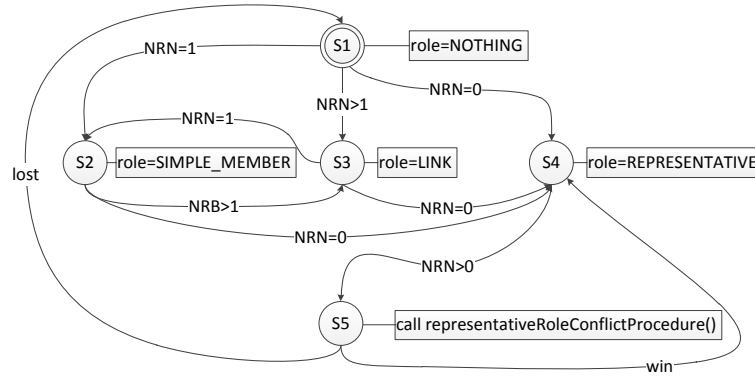 S1
role=NOTHING
NRN=1
NRN=0
NRN>1
NRN=1
S2
role=SIMPLE_MEMBER
S3
role=LINK
S4
role=REPRESENTATIVE
lost
NRB>1
NRN=0
NRN=0
NRN>0
S5
call representativeRoleConflictProcedure()
win